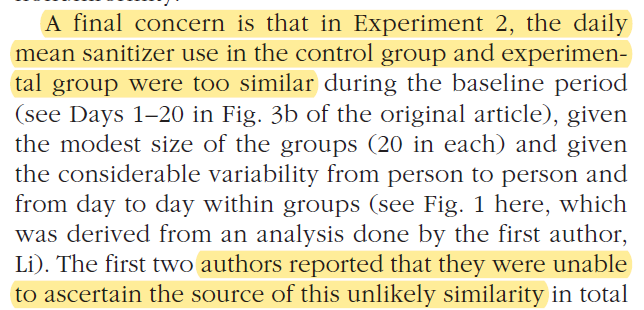 A final concern is that in Experiment 2, the daily
mean sanitizer use in the control group and experimen-
tal group were too similar during the baseline period
(see Days 1–20 in Fig. 3b of the original article), given
the modest size of the groups (20 in each) and given
the considerable variability from person to person and
from day to day within groups (see Fig. 1 here, which
was derived from an analysis done by the first author,
Li). The first two authors reported that they were unable
to ascertain the source of this unlikely similarity in total